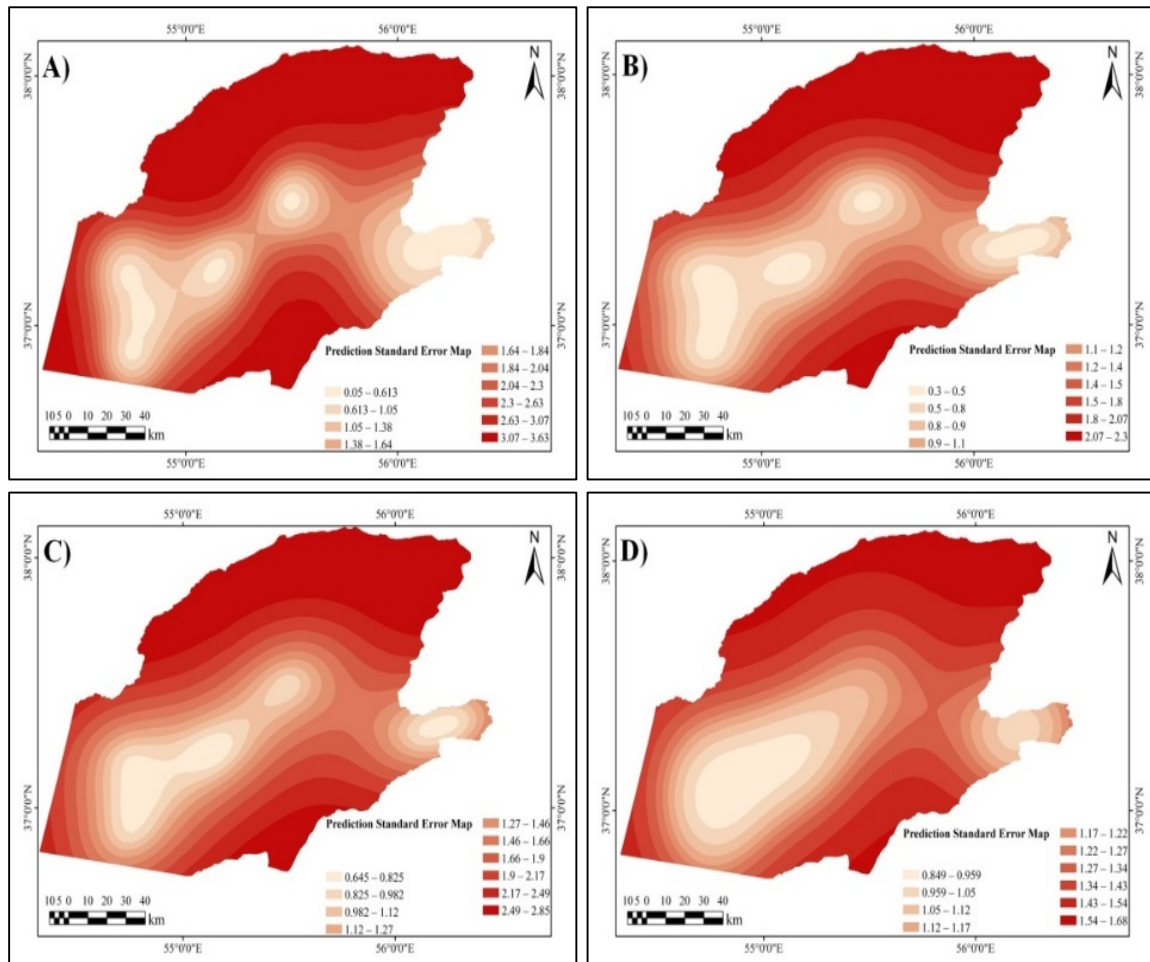 55°0'0"E 56°0'0"E
A)
N
38°0'0"N 38°0'0"N
37°0'0"N 37°0'0"N
Prediction Standard Error Map
0.05 – 0.613
0.613 – 1.05
1.05 – 1.38
1.38 – 1.64
1.64 – 1.84
1.84 – 2.04
2.04 – 2.3
2.3 – 2.63
2.63 – 3.07
3.07 – 3.63
10 5 0 10 20 30 40
km
55°0'0"E 56°0'0"E
55°0'0"E 56°0'0"E
B)
N
38°0'0"N 38°0'0"N
37°0'0"N 37°0'0"N
Prediction Standard Error Map
0.3 – 0.5
0.5 – 0.8
0.8 – 0.9
0.9 – 1.1
1.1 – 1.2
1.2 – 1.4
1.4 – 1.5
1.5 – 1.8
1.8 – 2.07
2.07 – 2.3
10 5 0 10 20 30 40
km
55°0'0"E 56°0'0"E
55°0'0"E 56°0'0"E
C)
N
38°0'0"N 38°0'0"N
37°0'0"N 37°0'0"N
Prediction Standard Error Map
0.645 – 0.825
0.825 – 0.982
0.982 – 1.12
1.12 – 1.27
1.27 – 1.46
1.46 – 1.66
1.66 – 1.9
1.9 – 2.17
2.17 – 2.49
2.49 – 2.85
10 5 0 10 20 30 40
km
55°0'0"E 56°0'0"E
55°0'0"E 56°0'0"E
D)
N
38°0'0"N 38°0'0"N
37°0'0"N 37°0'0"N
Prediction Standard Error Map
0.849 – 0.959
0.959 – 1.05
1.05 – 1.12
1.12 – 1.17
1.17 – 1.22
1.22 – 1.27
1.27 – 1.34
1.34 – 1.43
1.43 – 1.54
1.54 – 1.68
10 5 0 10 20 30 40
km
55°0'0"E 56°0'0"E